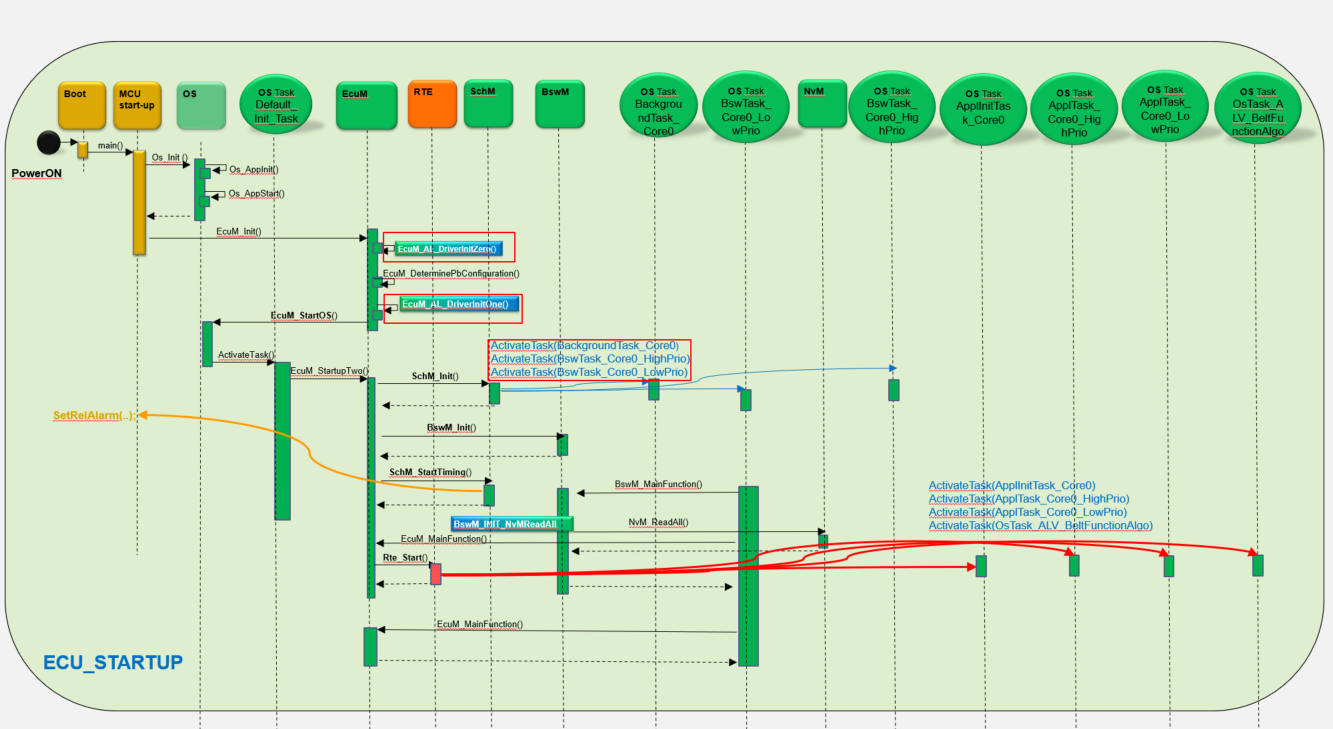 Boot
MCU
start-up
OS
OS Task
Default_
Init_Task
EcuM
RTE
SchM
BswM
OS Task
Backgrou
ndTask_
Core0
OS Task
BswTask_
Core0_Lo
wPrio
NvM
OS Task
BswTask_
Core0_Hig
hPrio
OS Task
ApplInitTas
k_Core0
OS Task
ApplTask_
Core0_Hig
hPrio
OS Task
ApplTask_
Core0_Lo
wPrio
OS Task
OsTask_A
LV_BeltFu
nctionAlgo
PowerON
main()
Os_Init ()
Os_AppInit()
Os_AppStart()
EcuM_Init()
EcuM_AL_DriverInitZero()
EcuM_DeterminePbConfiguration()
EcuM_AL_DriverInitOne()
EcuM_StartOS()
ActivateTask()
EcuM_StartupTwo()
SchM_Init()
ActivateTask(BackgroundTask_Core0)
ActivateTask(BswTask_Core0_HighPrio)
ActivateTask(BswTask_Core0_LowPrio)
SetRelAlarm(..);
BswM_Init()
SchM_StartTiming()
BswM_MainFunction()
ActivateTask(ApplInitTask_Core0)
ActivateTask(ApplTask_Core0_HighPrio)
ActivateTask(ApplTask_Core0_LowPrio)
ActivateTask(OsTask_ALV_BeltFunctionAlgo)
BswM_INIT_NvMReadAll
NvM_ReadAll()
EcuM_MainFunction()
Rte_Start()
EcuM_MainFunction()
ECU_STARTUP